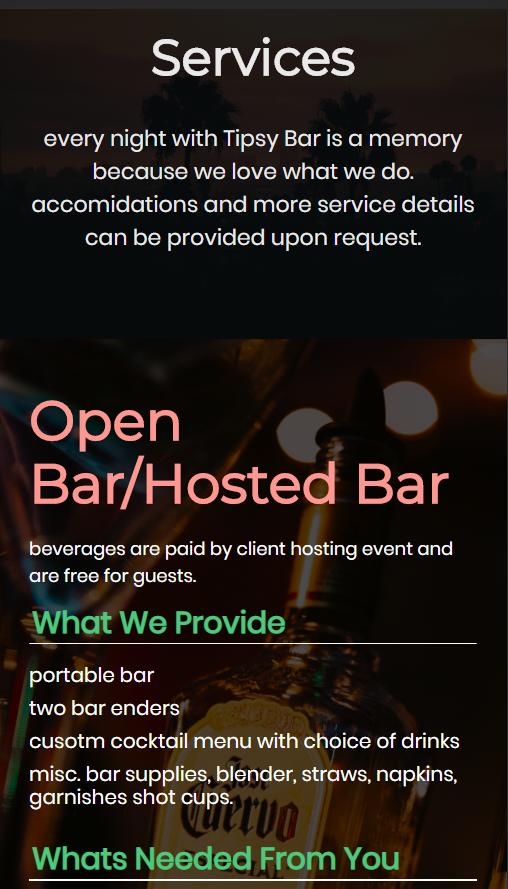 Services
every night with Tipsy Bar is a memory
because we love what we do.
accomidations and more service details
can be provided upon request.
Open
Bar/Hosted Bar
beverages are paid by client hosting event and
are free for guests.
What We Provide
portable bar
two bar enders
cusotm cocktail menu with choice of drinks
misc. bar supplies, blender, straws, napkins,
garnishes shot cups.
Jose
Cuervo
ESPECIAL
Whats Needed From You